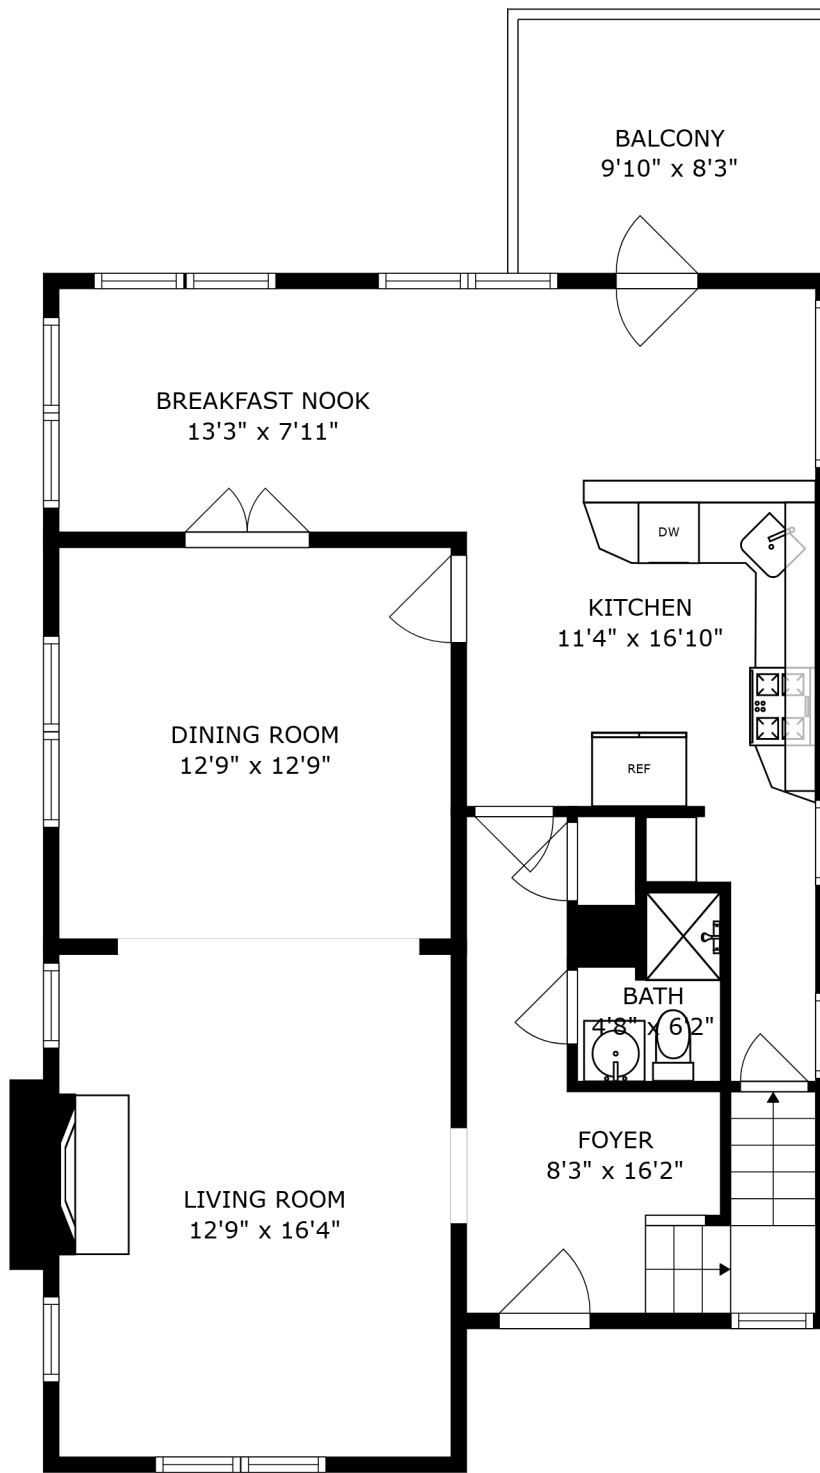 BALCONY
9'10" x 8'3"
BREAKFAST NOOK
13'3" x 7'11"
DW
KITCHEN
11'4" x 16'10"
DINING ROOM
12'9" x 12'9"
REF
BATH
4'8" x 6'2"
FOYER
8'3" x 16'2"
LIVING ROOM
12'9" x 16'4"